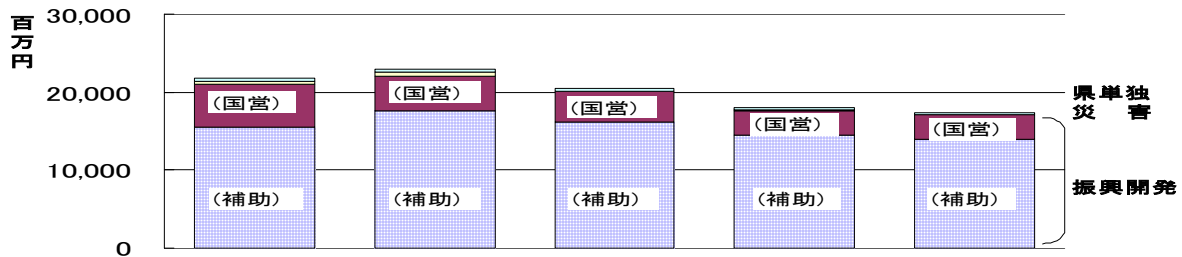 百万円
30,000
20,000
10,000
0
(国営)
(国営)
(国営)
(国営)
(国営)
(補助)
(補助)
(補助)
(補助)
(補助)
県単独
災 害
振興開発